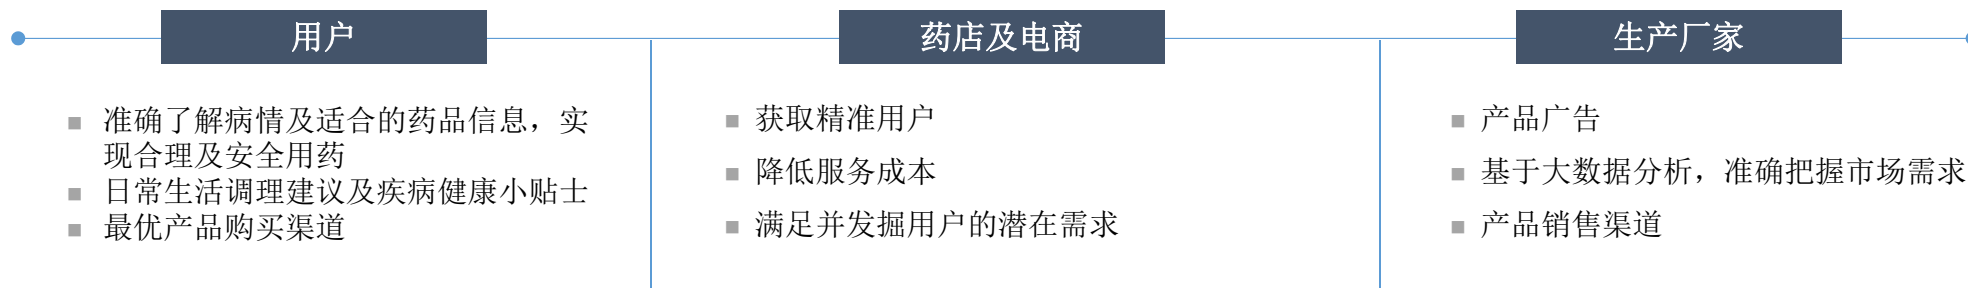 用户
准确了解病情及适合的药品信息，实
现合理及安全用药
日常生活调理建议及疾病健康小贴士
最优产品购买渠道
药店及电商
获取精准用户
降低服务成本
满足并发掘用户的潜在需求
生产厂家
产品广告
基于大数据分析，准确把握市场需求
产品销售渠道